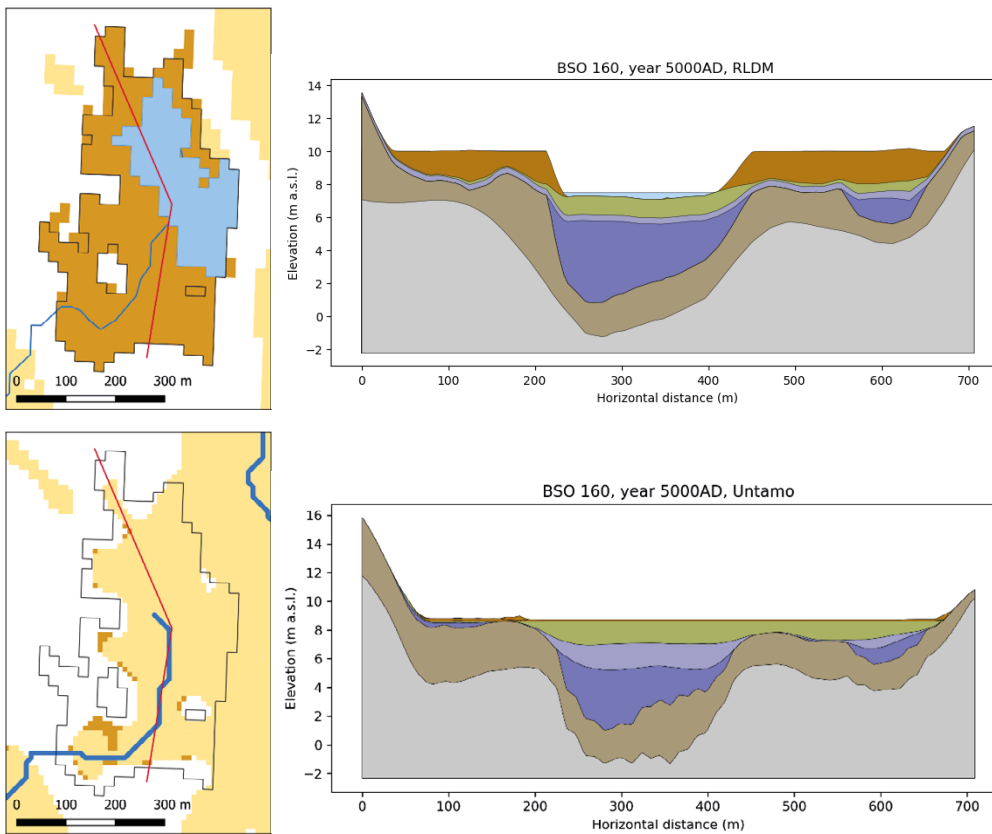 0 100 200 300 m
BSO 160, year 5000AD, RLDM
Elevation (m a.s.l.)
14
12
10
8
6
4
2
0
−2
0 100 200 300 400 500 600 700
Horizontal distance (m)
0 100 200 300 m
BSO 160, year 5000AD, Untamo
Elevation (m a.s.l.)
16
14
12
10
8
6
4
2
0
−2
0 100 200 300 400 500 600 700
Horizontal distance (m)